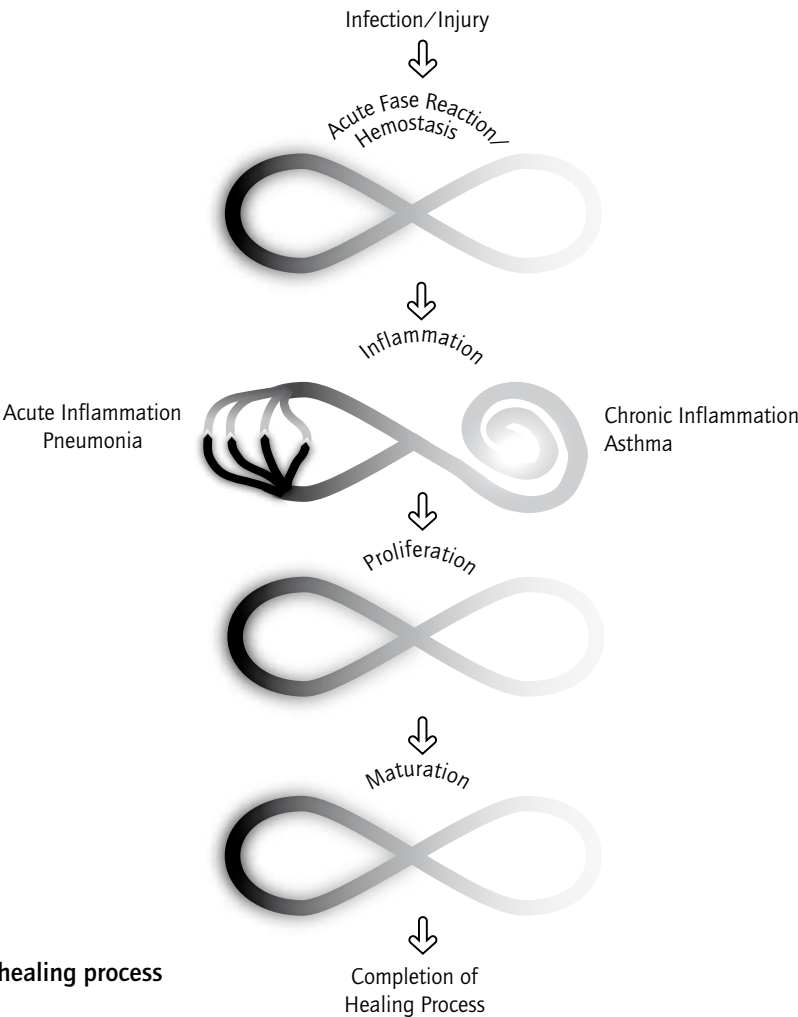 Infection/Injury
Acute Fase Reaction/
Hemostasis
Inflammation
Acute Inflammation
Pneumonia
Chronic Inflammation
Asthma
Proliferation
Maturation
healing process
Completion of
Healing Process